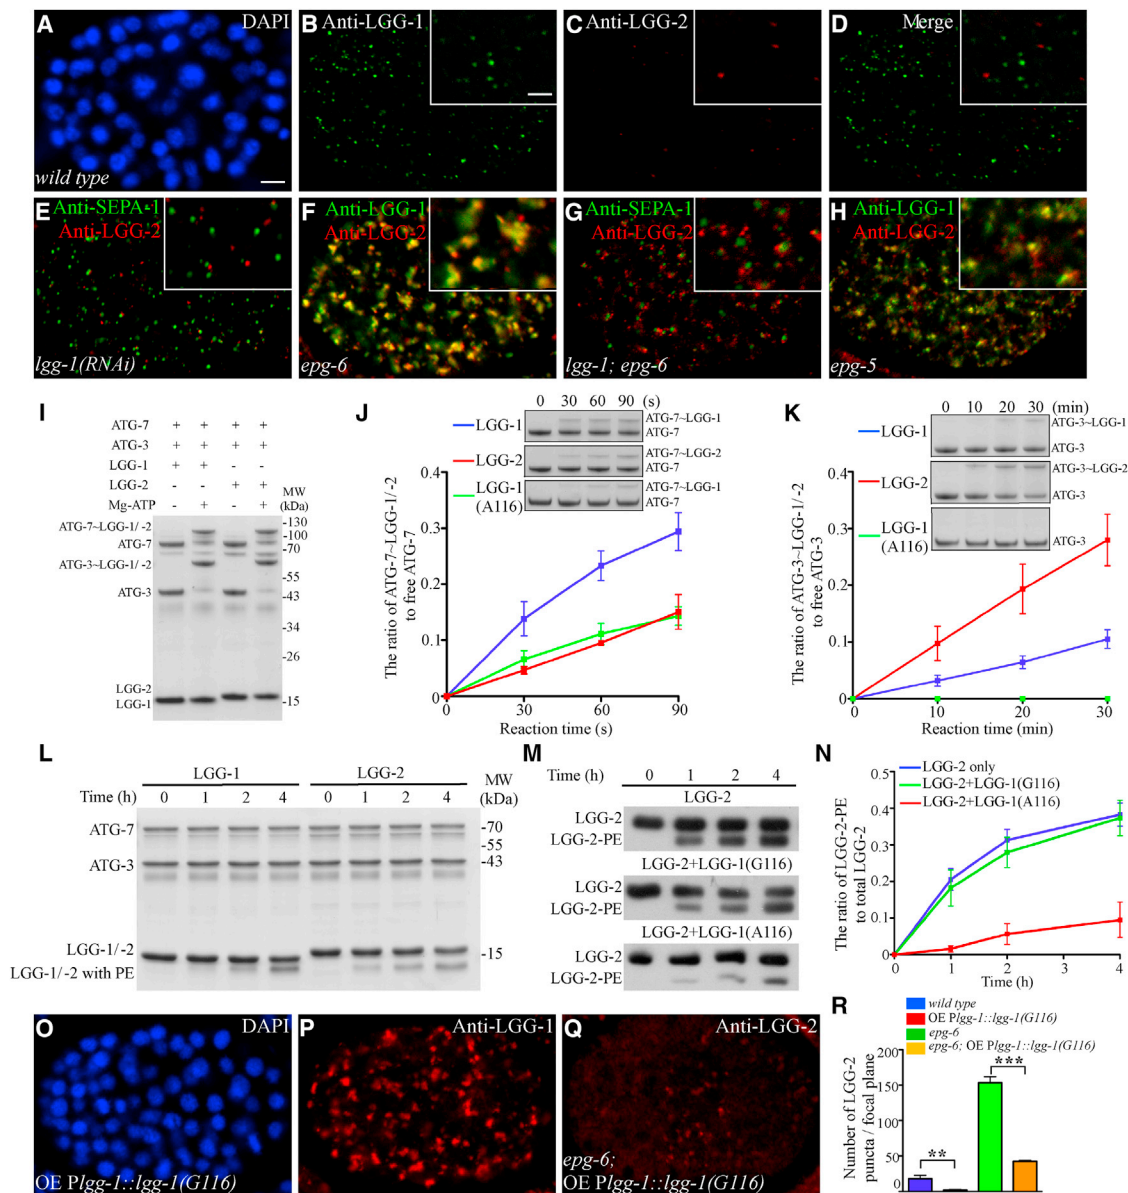 A DAPI
wild type
B Anti-LGG-1
C Anti-LGG-2
D Merge
E Anti-SEPA-1
Anti-LGG-2
lgg-1(RNAi)
F Anti-LGG-1
Anti-LGG-2
epg-6
G Anti-SEPA-1
Anti-LGG-2
lgg-1; epg-6
H Anti-LGG-1
Anti-LGG-2
epg-5
I
ATG-7 + + + +
ATG-3 + + + +
LGG-1 + + - -
LGG-2 - - + +
Mg-ATP - + - +
MW
(kDa)
ATG-7~LGG-1/-2
ATG-7
ATG-3~LGG-1/-2
ATG-3
LGG-2
LGG-1
-130
-100
-70
-55
-43
-34
-26
-15
J
0 30 60 90 (s)
LGG-1
ATG-7~LGG-1
ATG-7
LGG-2
ATG-7~LGG-2
ATG-7
LGG-1
(A116)
ATG-7~LGG-1
ATG-7
The ratio of ATG-7~LGG-1/-2
to free ATG-7
0.4
0.3
0.2
0.1
0
0 30 60 90
Reaction time (s)
K
0 10 20 30 (min)
LGG-1
ATG-3~LGG-1
ATG-3
LGG-2
ATG-3~LGG-2
ATG-3
LGG-1
(A116)
ATG-3
The ratio of ATG-3~LGG-1/-2
to free ATG-3
0.4
0.3
0.2
0.1
0
0 10 20 30
Reaction time (min)
L
LGG-1 LGG-2
Time (h) 0 1 2 4 0 1 2 4
MW
(kDa)
ATG-7
ATG-3
LGG-1/-2
LGG-1/-2 with PE
-70
-55
-43
-15
M
Time (h) 0 1 2 4
LGG-2
LGG-2
LGG-2-PE
LGG-2+LGG-1(G116)
LGG-2
LGG-2-PE
LGG-2+LGG-1(A116)
LGG-2
LGG-2-PE
N
LGG-2 only
LGG-2+LGG-1(G116)
LGG-2+LGG-1(A116)
The ratio of LGG-2-PE
to total LGG-2
0.5
0.4
0.3
0.2
0.1
0
0 1 2 3 4
Time (h)
O DAPI
OE Plgg-1::lgg-1(G116)
P Anti-LGG-1
Q Anti-LGG-2
epg-6;
OE Plgg-1::lgg-1(G116)
R
wild type
OE Plgg-1::lgg-1(G116)
epg-6
epg-6; OE Plgg-1::lgg-1(G116)
Number of LGG-2
puncta / focal plane
200
150
100
50
0
**
***